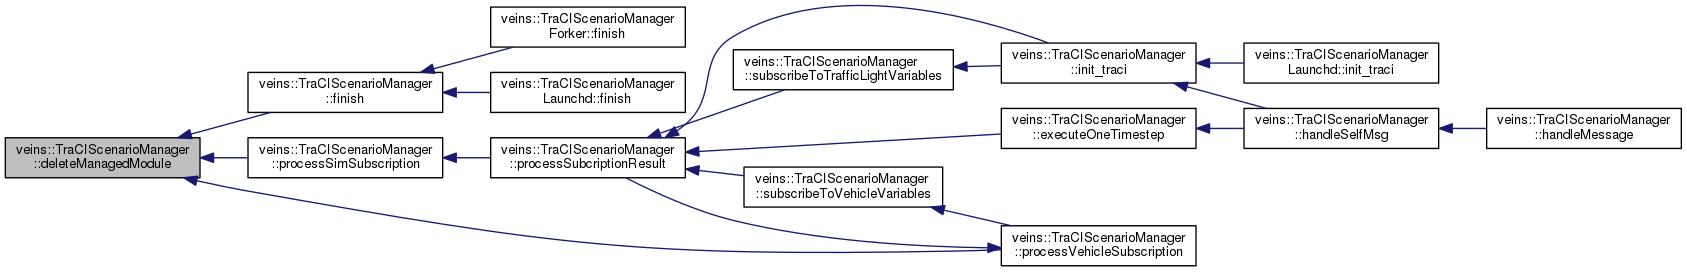 veins::TraCIScenarioManager
::deleteManagedModule
veins::TraCIScenarioManager
::finish
veins::TraCIScenarioManager
Forker::finish
veins::TraCIScenarioManager
Launchd::finish
veins::TraCIScenarioManager
::processSimSubscription
veins::TraCIScenarioManager
::processSubcriptionResult
veins::TraCIScenarioManager
::subscribeToTrafficLightVariables
veins::TraCIScenarioManager
::init_traci
veins::TraCIScenarioManager
Launchd::init_traci
veins::TraCIScenarioManager
::executeOneTimestep
veins::TraCIScenarioManager
::handleSelfMsg
veins::TraCIScenarioManager
::handleMessage
veins::TraCIScenarioManager
::subscribeToVehicleVariables
veins::TraCIScenarioManager
::processVehicleSubscription